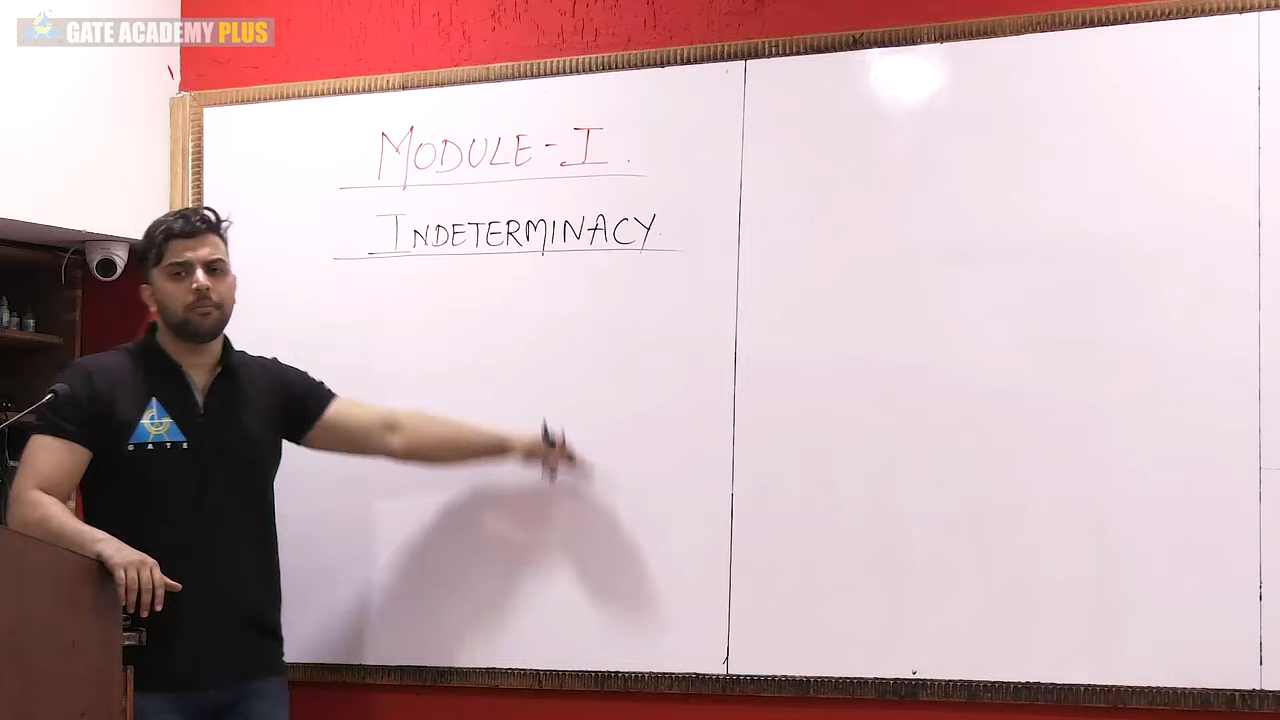 GATE ACADEMY PLUS
MODULE-I.
INDETERMINACY.
GATE